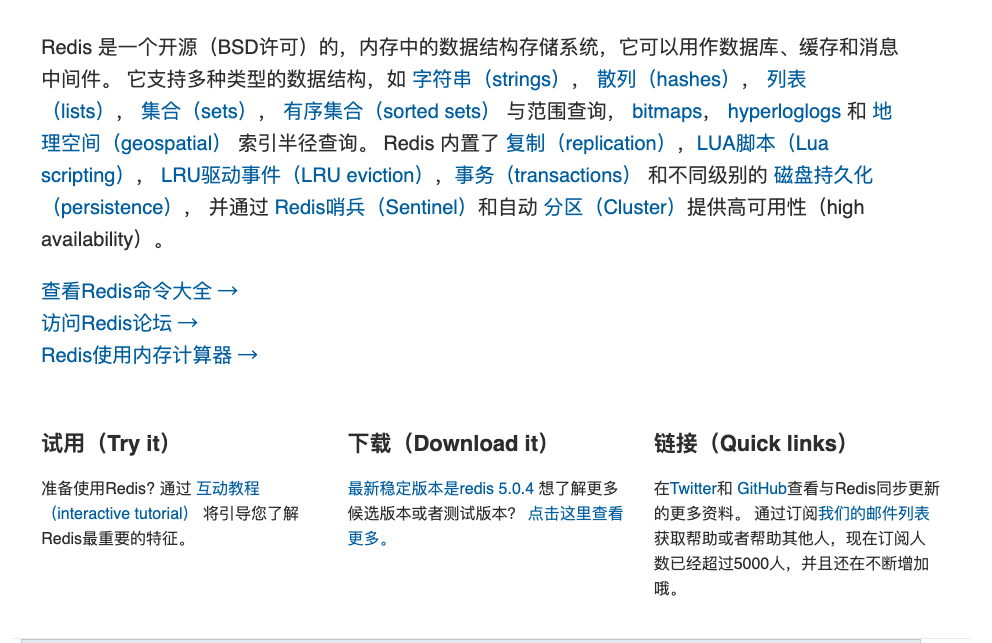 Redis 是一个开源（BSD许可）的，内存中的数据结构存储系统，它可以用作数据库、缓存和消息
中间件。 它支持多种类型的数据结构，如 字符串（strings）， 散列（hashes）， 列表
（lists）， 集合（sets）， 有序集合（sorted sets） 与范围查询， bitmaps， hyperloglogs 和 地
理空间（geospatial） 索引半径查询。 Redis 内置了 复制（replication），LUA脚本（Lua
scripting）， LRU驱动事件（LRU eviction），事务（transactions） 和不同级别的 磁盘持久化
（persistence）， 并通过 Redis哨兵（Sentinel）和自动 分区（Cluster）提供高可用性（high
availability）。
查看Redis命令大全 →
访问Redis论坛 →
Redis使用内存计算器 →
试用（Try it）
准备使用Redis? 通过 互动教程
（interactive tutorial） 将引导您了解
Redis最重要的特征。
下载（Download it）
最新稳定版本是redis 5.0.4 想了解更多
候选版本或者测试版本？ 点击这里查看
更多。
链接（Quick links）
在Twitter和 GitHub查看与Redis同步更新
的更多资料。 通过订阅我们的邮件列表
获取帮助或者帮助其他人，现在订阅人
数已经超过5000人，并且还在不断增加
哦。